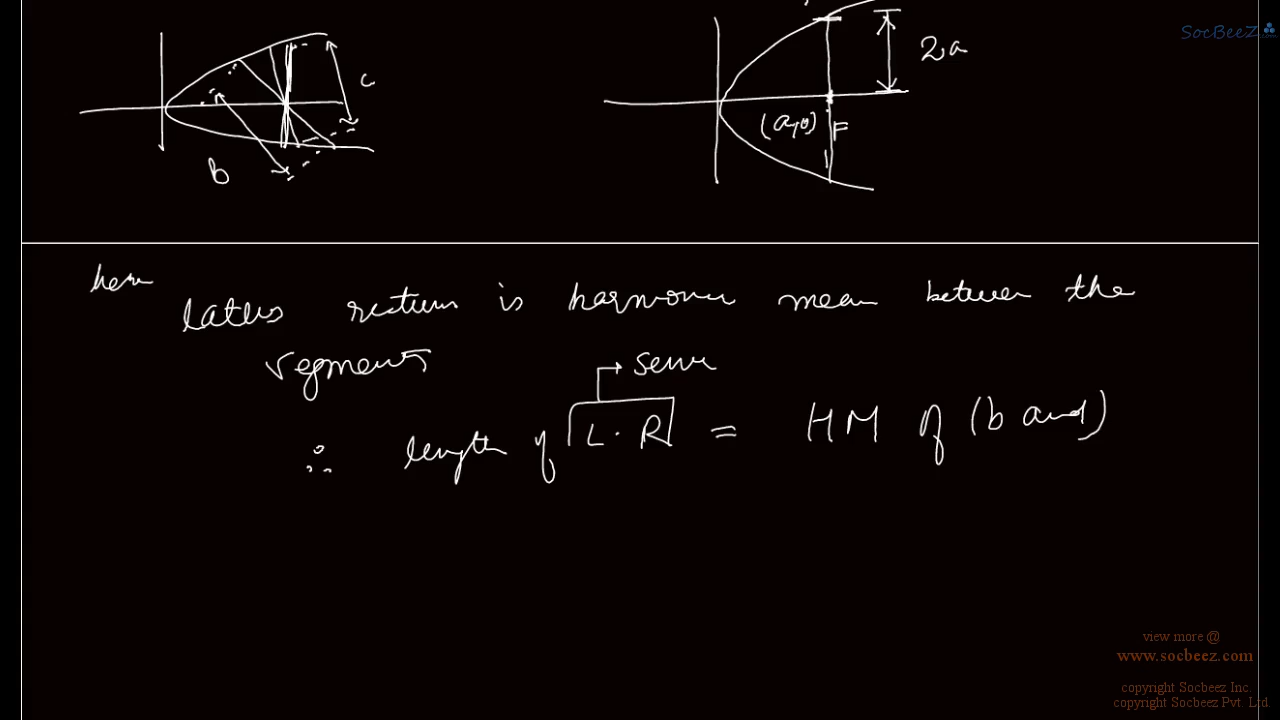 SocBeeZ
c
2a
(a,0) F
b
here
latus rectum is harmonic mean between the
segments
semi
∴ length of L.R = HM of (b and)
view more @
www.socbeez.com
copyright Socbeez Inc.
copyright Socbeez Pvt. Ltd.